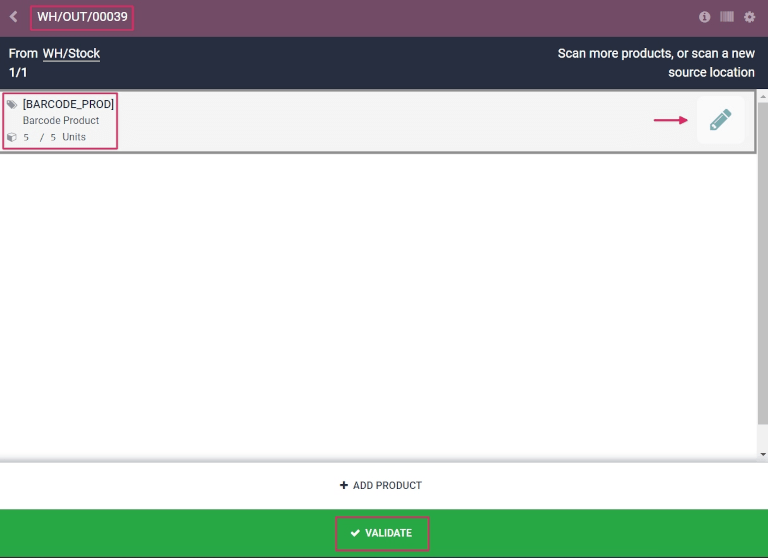 WH/OUT/00039
From WH/Stock
1/1
Scan more products, or scan a new
source location
[BARCODE_PROD]
Barcode Product
5 / 5 Units
ADD PRODUCT
VALIDATE